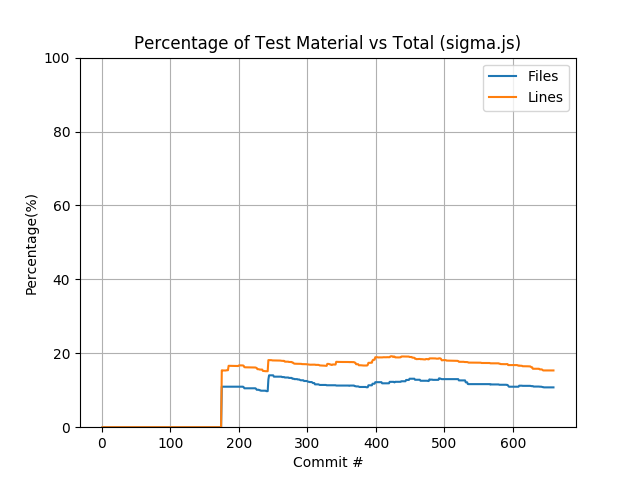 Percentage of Test Material vs Total (sigma.js)
Files
Lines
Percentage(%)
100
80
60
40
20
0
0 100 200 300 400 500 600
Commit #